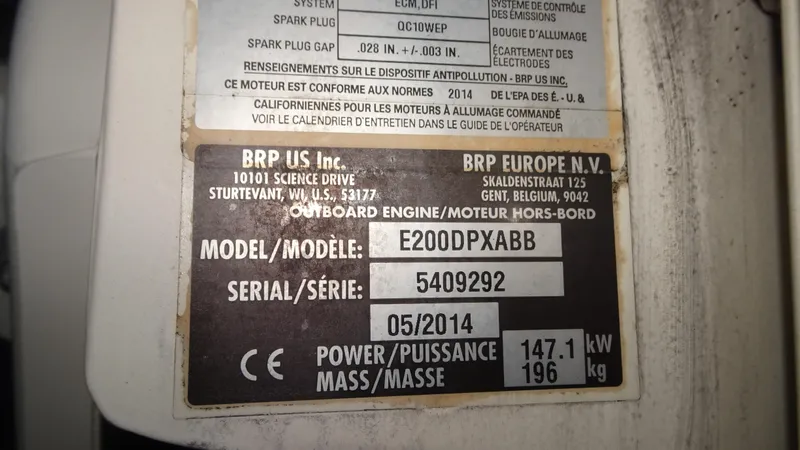 SYSTEM ECM,DFI SYSTÈME DE CONTRÔLE
DES ÉMISSIONS
SPARK PLUG QC10WEP BOUGIE D'ALLUMAGE
SPARK PLUG GAP .028 IN. +/- .003 IN. ÉCARTEMENT DES
ÉLECTRODES
RENSEIGNEMENTS SUR LE DISPOSITIF ANTIPOLLUTION - BRP US INC.
CE MOTEUR EST CONFORME AUX NORMES 2014 DE L'EPA DES É. - U.&
CALIFORNIENNES POUR LES MOTEURS À ALLUMAGE COMMANDÉ
VOIR LE CALENDRIER D'ENTRETIEN DANS LE GUIDE DE L'OPÉRATEUR
BRP US Inc. BRP EUROPE N.V.
10101 SCIENCE DRIVE SKALDENSTRAAT 125
STURTEVANT, WI, U.S., 53177 GENT, BELGIUM, 9042
OUTBOARD ENGINE/MOTEUR HORS-BORD
MODEL/MODÈLE: E200DPXABB
SERIAL/SÉRIE: 5409292
05/2014
CE POWER/PUISSANCE 147.1 kW
MASS/MASSE 196 kg